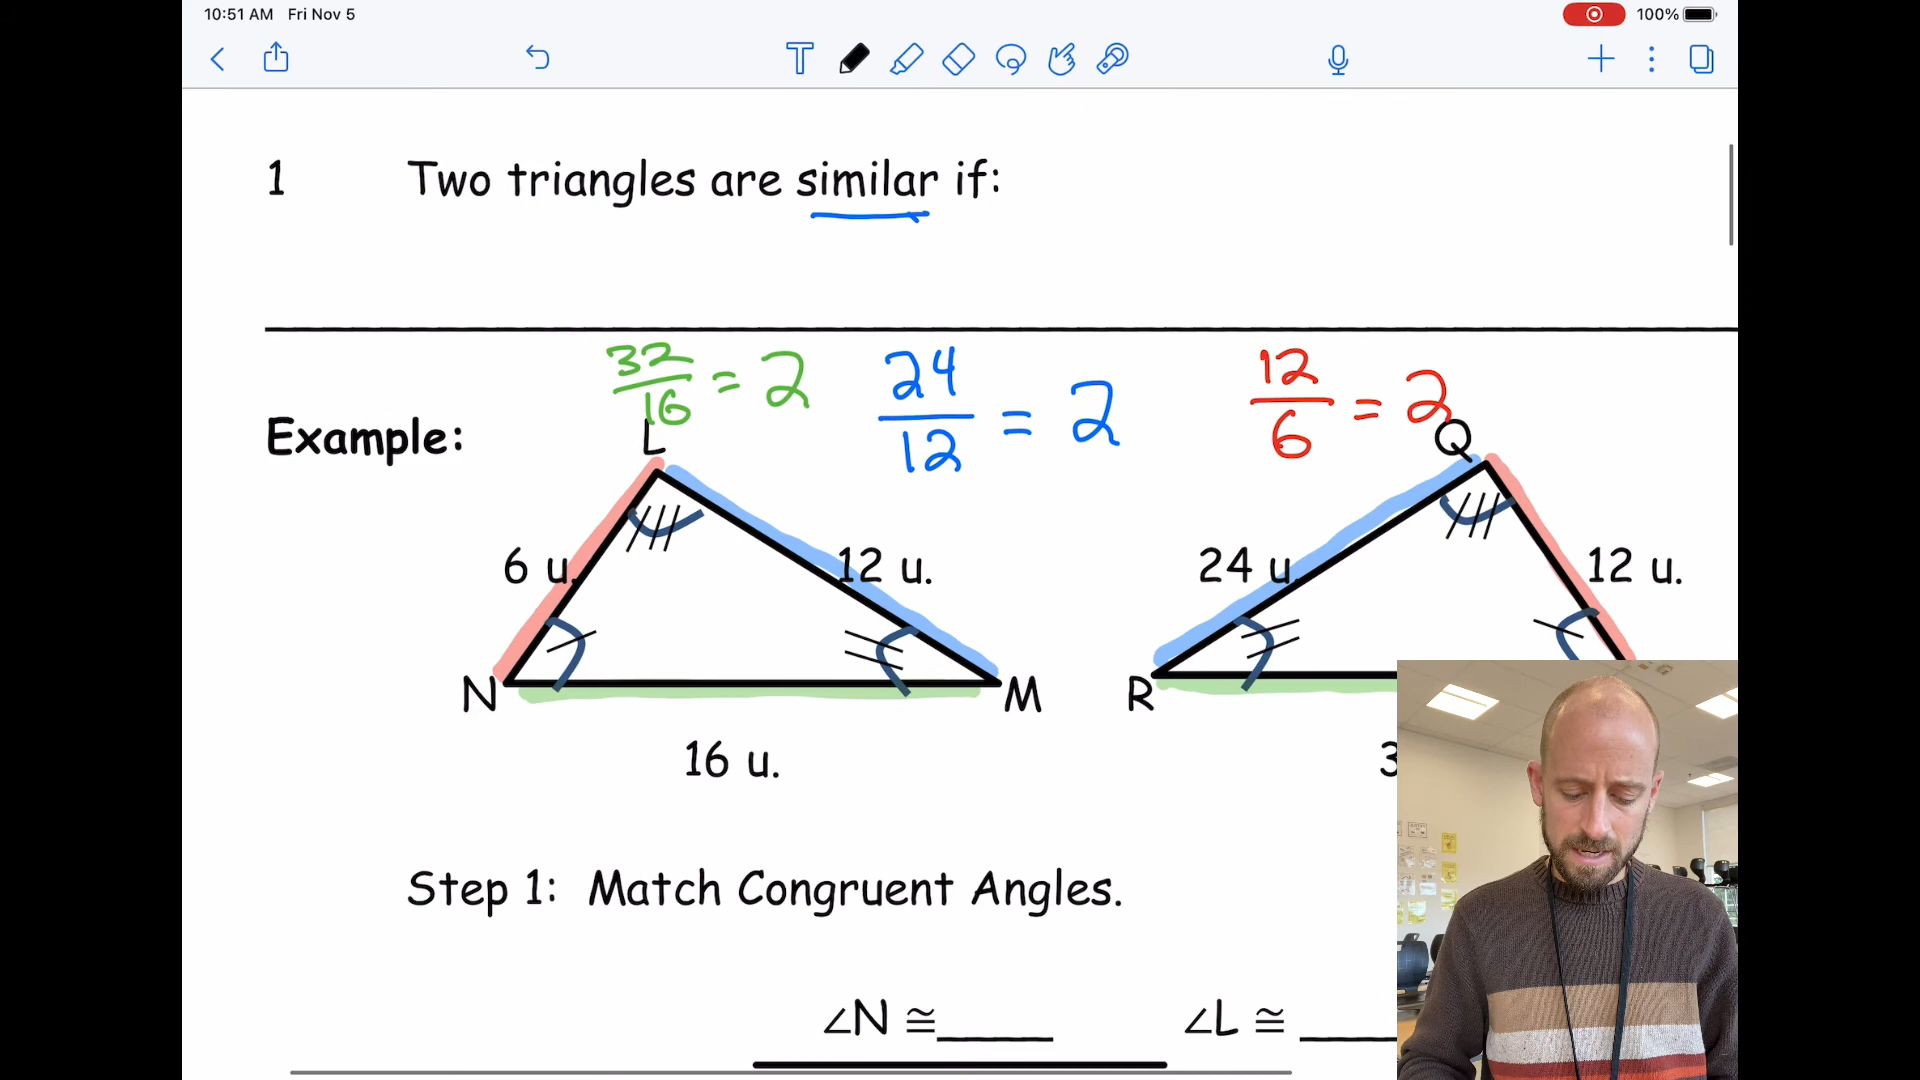 10:51 AM Fri Nov 5
100%
T
1 Two triangles are similar if:
32/16 = 2 24/12 = 2 12/6 = 2
Example:
L Q
6 u. 12 u. 24 u. 12 u.
N M R
16 u. 3
Step 1: Match Congruent Angles.
∠N ≅____ ∠L ≅ ____